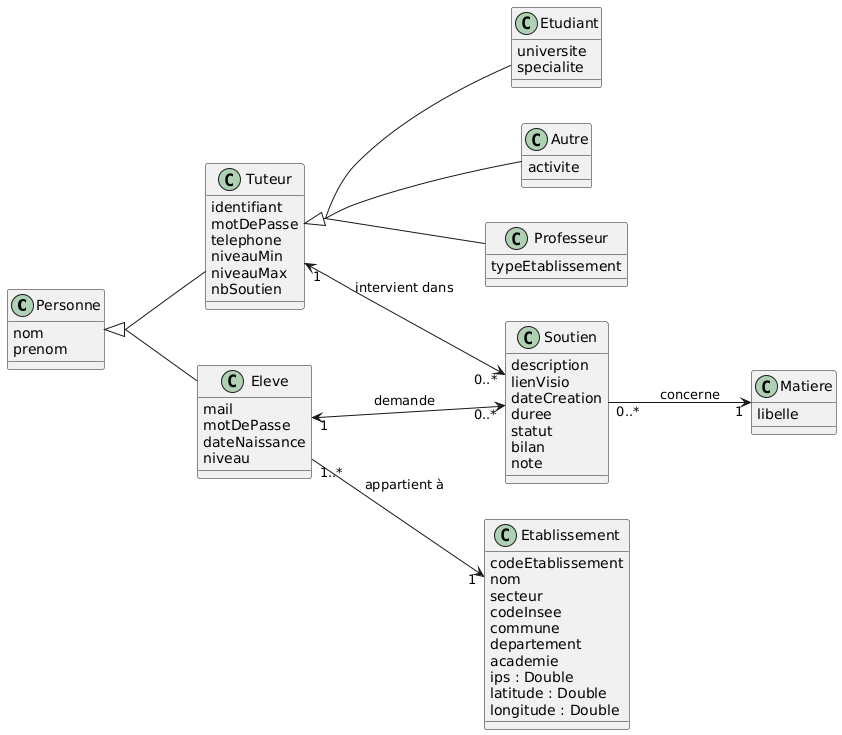 C Etudiant
universite
specialite
C Autre
activite
C Tuteur
identifiant
motDePasse
telephone
niveauMin
niveauMax
nbSoutien
C Professeur
typeEtablissement
1
intervient dans
0..*
C Personne
nom
prenom
C Soutien
description
lienVisio
dateCreation
duree
statut
bilan
note
C Eleve
mail
motDePasse
dateNaissance
niveau
1
demande
0..*
0..*
concerne
1
C Matiere
libelle
1..*
appartient à
1
C Etablissement
codeEtablissement
nom
secteur
codeInsee
commune
departement
academie
ips : Double
latitude : Double
longitude : Double